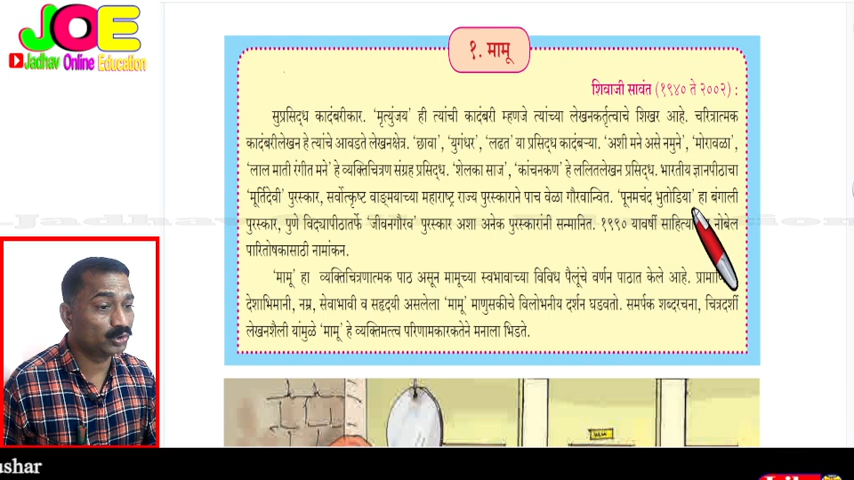 JOE
Jadhav Online Education
१. मामू
शिवाजी सावंत (१९४० ते २००२) :
सुप्रसिद्ध कादंबरीकार. ‘मृत्युंजय’ ही त्यांची कादंबरी म्हणजे त्यांच्या लेखनकर्तृत्वाचे शिखर आहे. चरित्रात्मक
कादंबरीलेखन हे त्यांचे आवडते लेखनक्षेत्र. ‘छावा’, ‘युगंधर’, ‘लढत’ या प्रसिद्ध कादंबऱ्या. ‘अशी मने असे नमुने’, ‘मोरावळा’,
‘लाल माती रंगीत मने’ हे व्यक्तिचित्रण संग्रह प्रसिद्ध. ‘शेलका साज’, ‘कांचनकण’ हे ललितलेखन प्रसिद्ध. भारतीय ज्ञानपीठाचा
‘मूर्तिदेवी’ पुरस्कार, सर्वोत्कृष्ट वाङ्मयाच्या महाराष्ट्र राज्य पुरस्काराने पाच वेळा गौरवान्वित. ‘पूनमचंद भुतोडिया’ हा बंगाली
पुरस्कार, पुणे विद्यापीठातर्फे ‘जीवनगौरव’ पुरस्कार अशा अनेक पुरस्कारांनी सन्मानित. १९९० यावर्षी नोबेल
पारितोषकासाठी नामांकन.
‘मामू’ हा व्यक्तिचित्रणात्मक पाठ असून मामूच्या स्वभावाच्या विविध पैलूंचे वर्णन पाठात केले आहे.
देशाभिमानी, नम्र, सेवाभावी व सहृदयी असलेला ‘मामू’ माणुसकीचे विलोभनीय दर्शन घडवतो. समर्पक शब्दरचना, चित्रदर्शी
लेखनशैली यांमुळे ‘मामू’ हे व्यक्तिमत्त्व परिणामकारकतेने मनाला भिडते.